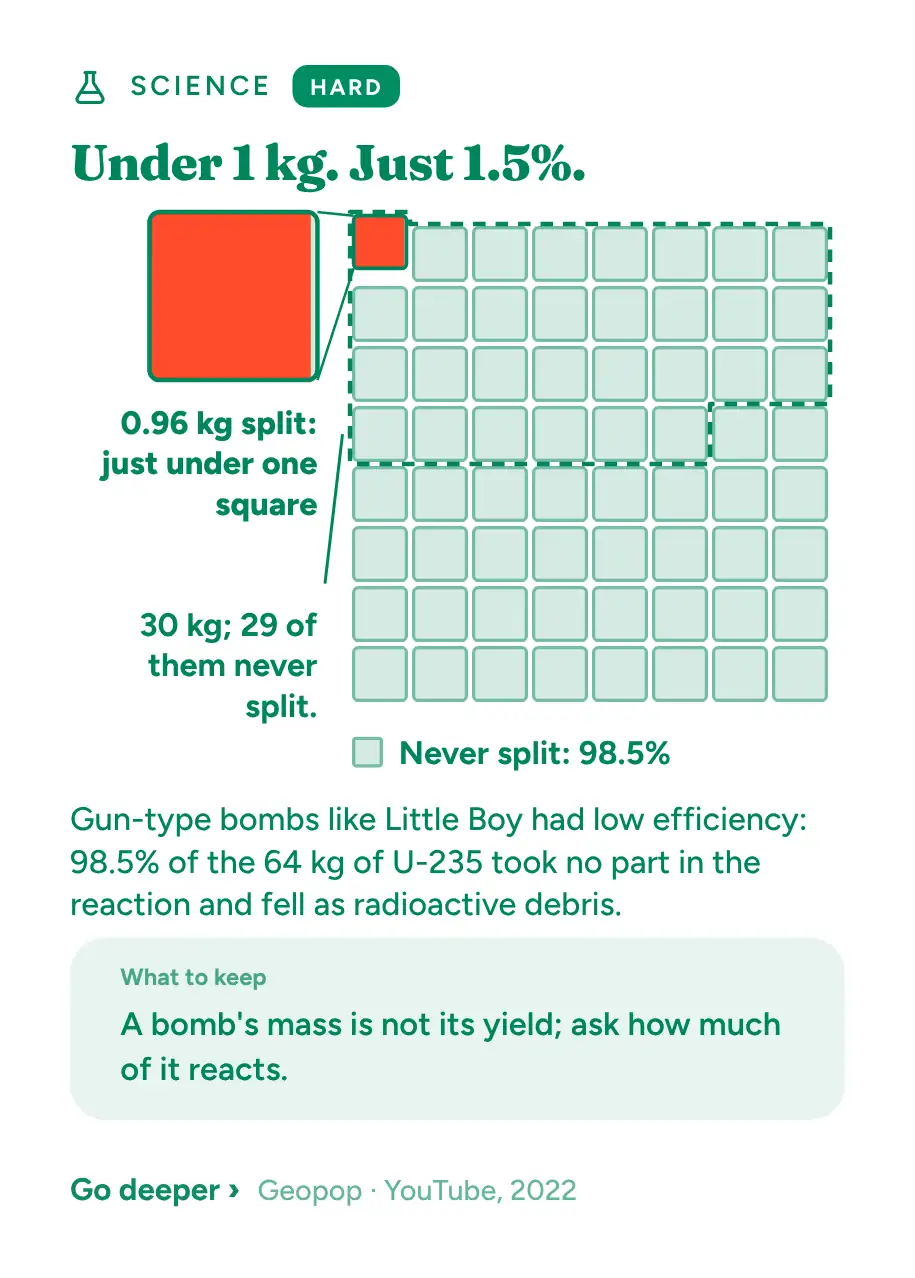 SCIENCE HARD
Under 1 kg. Just 1.5%.
0.96 kg split:
just under one
square
30 kg; 29 of
them never
split.
Never split: 98.5%
Gun-type bombs like Little Boy had low efficiency:
98.5% of the 64 kg of U-235 took no part in the
reaction and fell as radioactive debris.
What to keep
A bomb's mass is not its yield; ask how much
of it reacts.
Go deeper › Geopop · YouTube, 2022